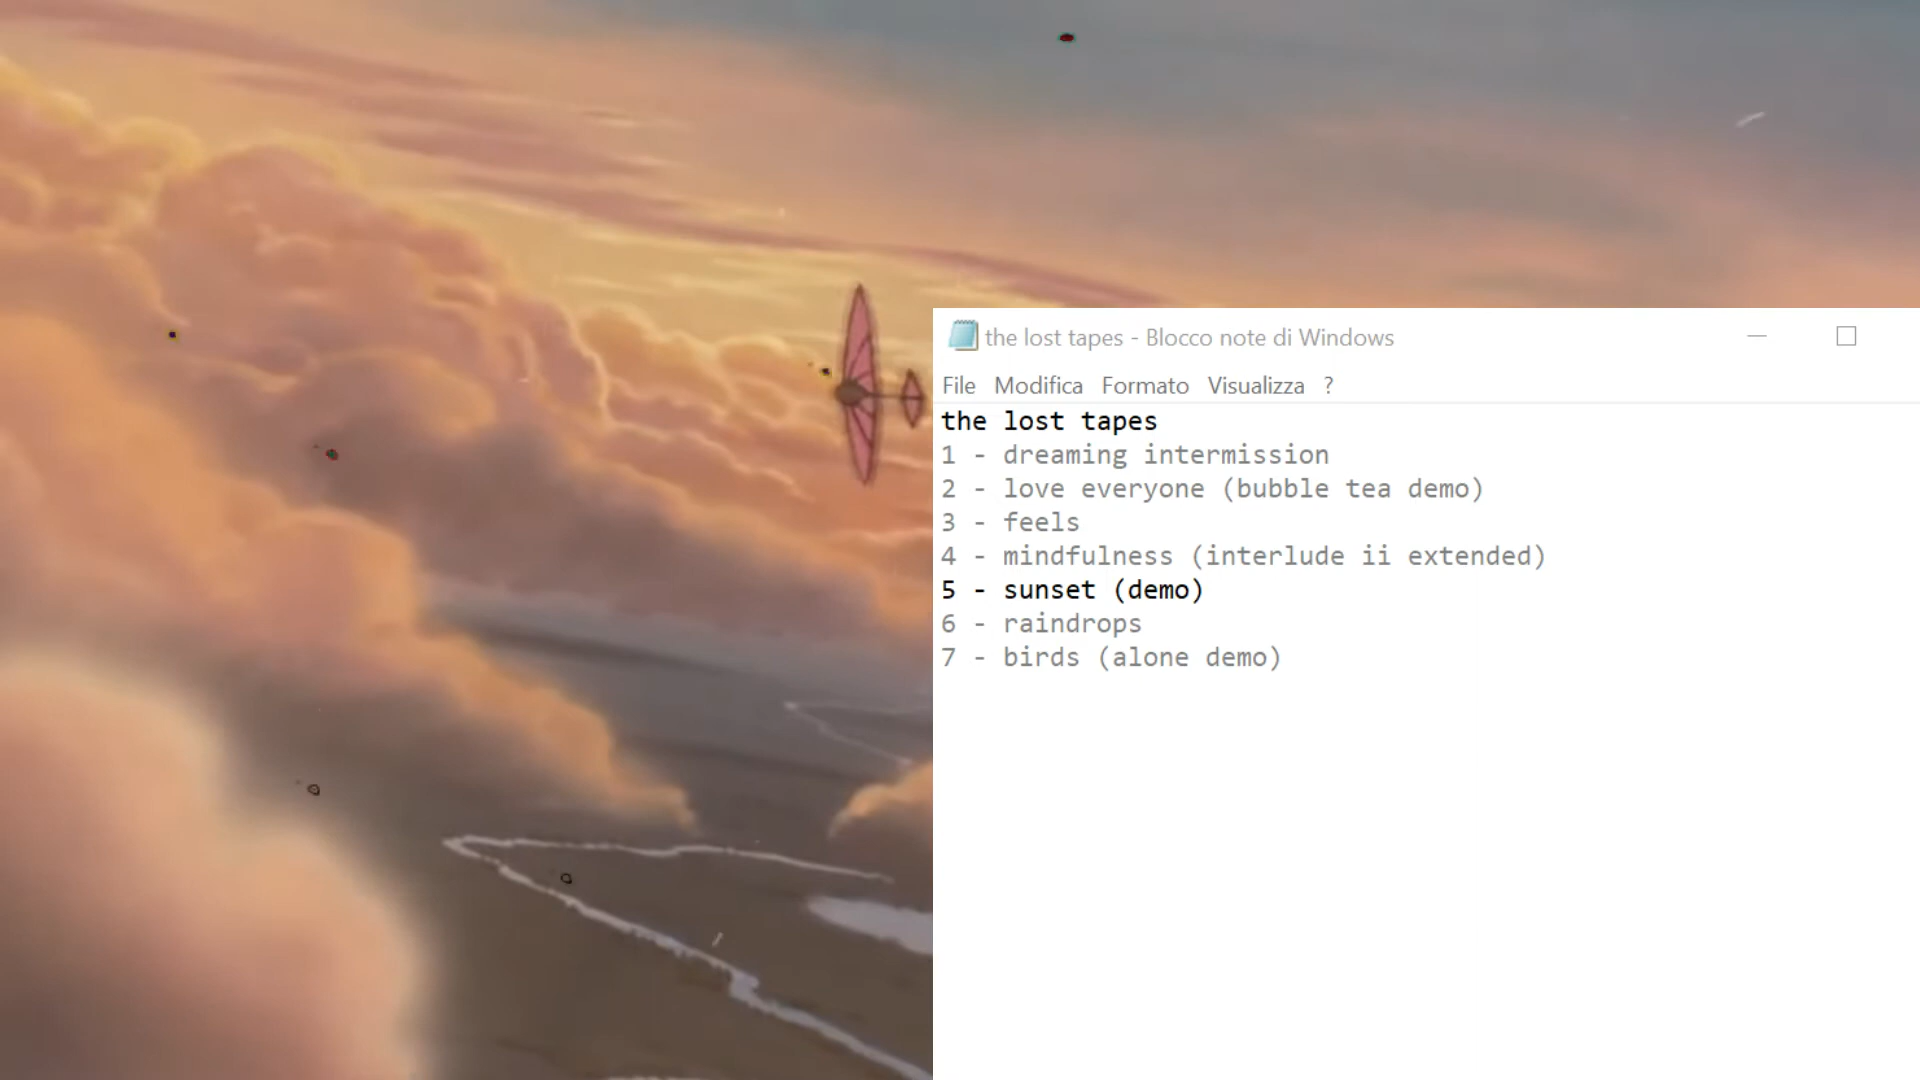 the lost tapes - Blocco note di Windows
File Modifica Formato Visualizza ?
the lost tapes
1 - dreaming intermission
2 - love everyone (bubble tea demo)
3 - feels
4 - mindfulness (interlude ii extended)
5 - sunset (demo)
6 - raindrops
7 - birds (alone demo)